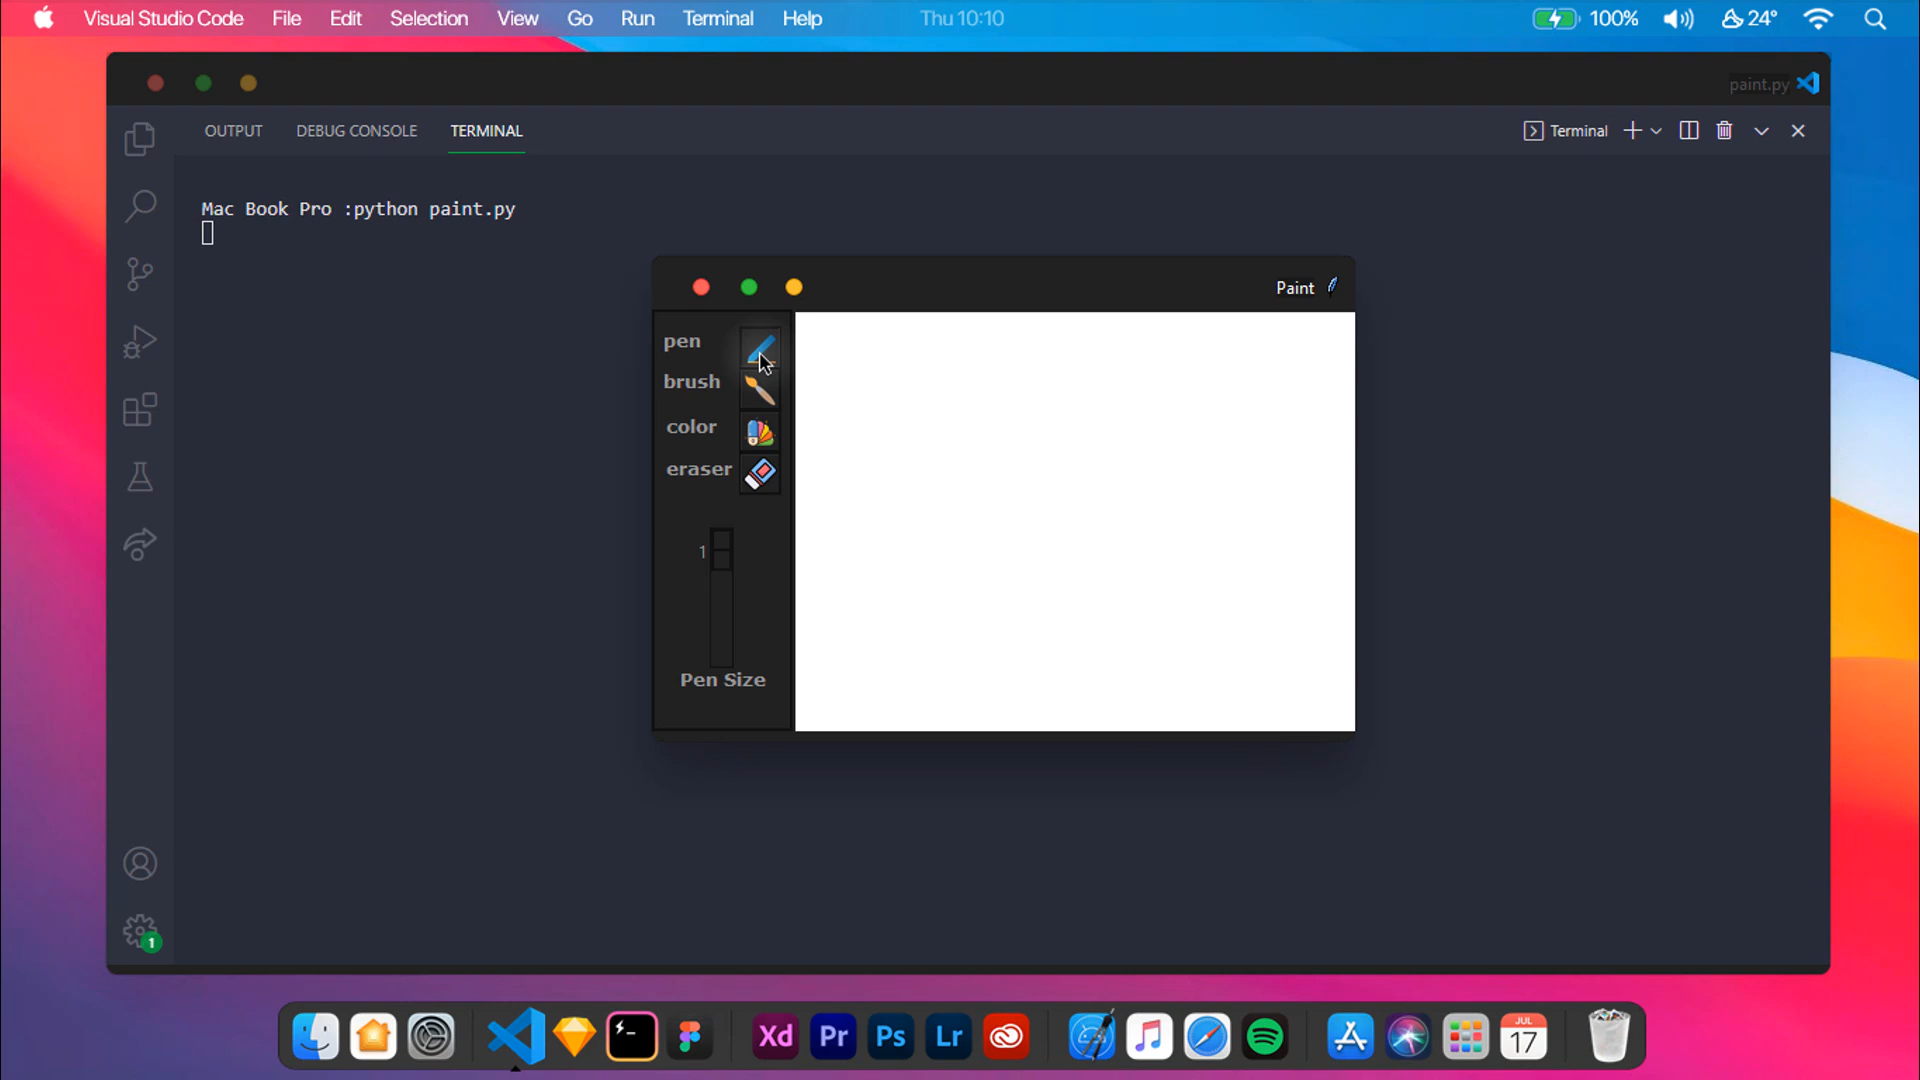 Visual Studio Code File Edit Selection View Go Run Terminal Help Thu 10:10 100% 24°
paint.py
OUTPUT DEBUG CONSOLE TERMINAL Terminal
Mac Book Pro :python paint.py
Paint
pen
brush
color
eraser
1
Pen Size
1
Xd Pr Ps Lr JUL
17